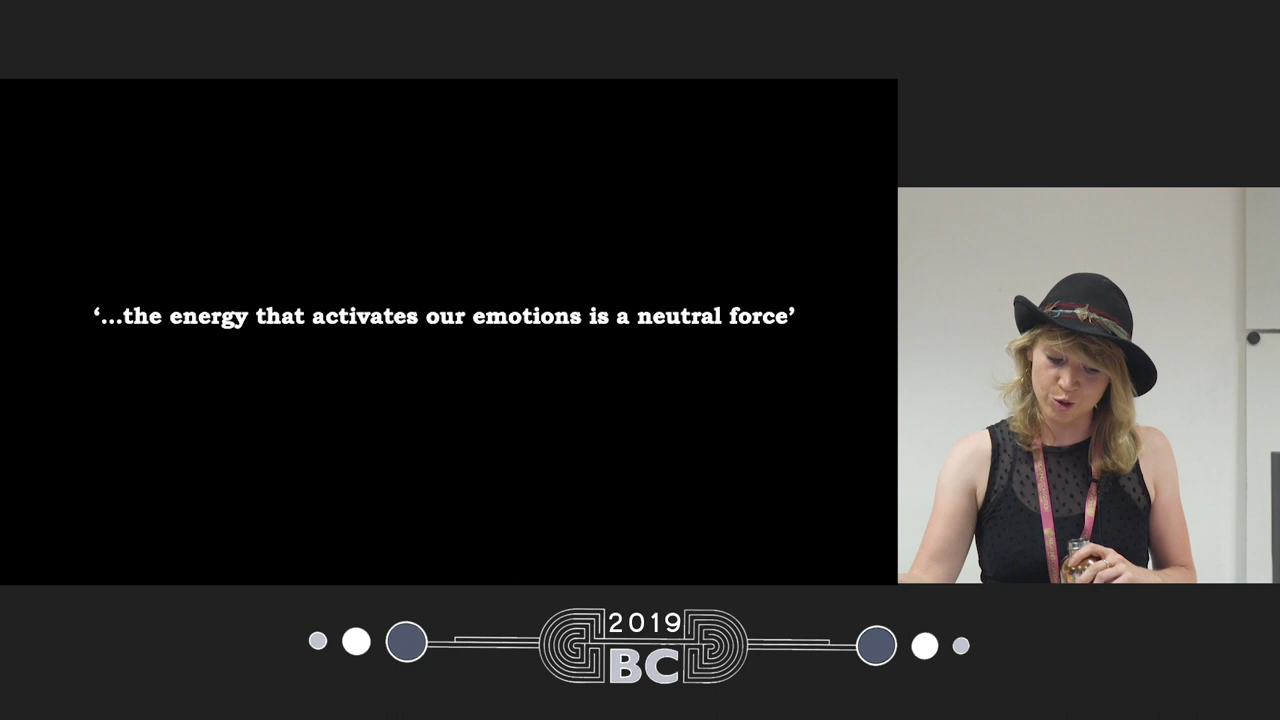 ‘...the energy that activates our emotions is a neutral force’
2019
BC